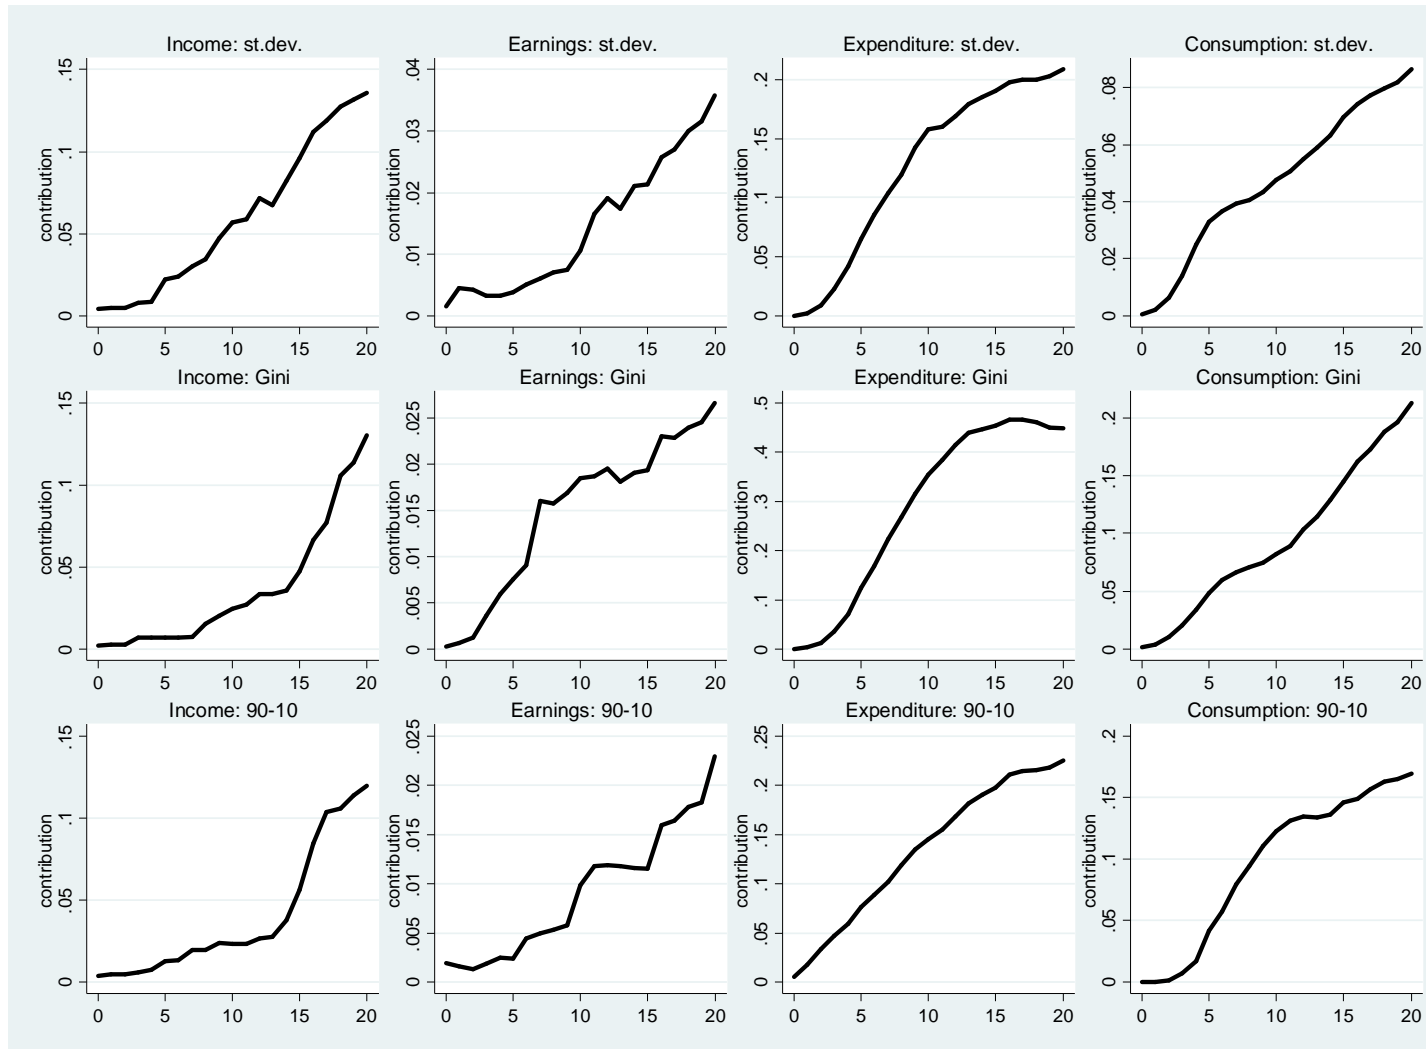 Income: st.dev.
contribution
0 .05 .1 .15
0 5 10 15 20
Earnings: st.dev.
contribution
0 .01 .02 .03 .04
0 5 10 15 20
Expenditure: st.dev.
contribution
0 .05 .1 .15 .2
0 5 10 15 20
Consumption: st.dev.
contribution
0 .02 .04 .06 .08
0 5 10 15 20
Income: Gini
contribution
0 .05 .1 .15
0 5 10 15 20
Earnings: Gini
contribution
0 .005 .01 .015 .02 .025
0 5 10 15 20
Expenditure: Gini
contribution
0 .1 .2 .3 .4 .5
0 5 10 15 20
Consumption: Gini
contribution
0 .05 .1 .15 .2
0 5 10 15 20
Income: 90-10
contribution
0 .05 .1 .15
0 5 10 15 20
Earnings: 90-10
contribution
0 .005 .01 .015 .02 .025
0 5 10 15 20
Expenditure: 90-10
contribution
0 .05 .1 .15 .2 .25
0 5 10 15 20
Consumption: 90-10
contribution
0 .05 .1 .15 .2
0 5 10 15 20